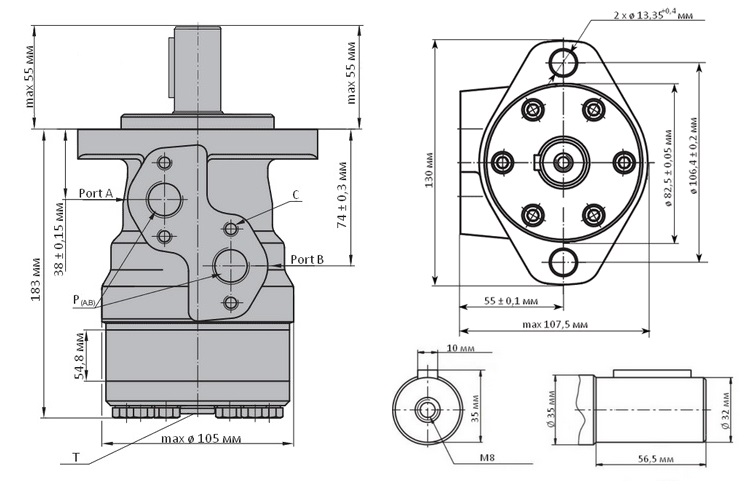 max 55 мм
max 55 мм
Port A
C
Port B
38 ± 0,15 мм
74 ± 0,3 мм
P(A,B)
183 мм
54,8 мм
max ø 105 мм
T
2 x ø 13,35+0,4 мм
130 мм
ø 82,5 ± 0,05 мм
ø 106,4 ± 0,2 мм
55 ± 0,1 мм
max 107,5 мм
10 мм
35 мм
M8
Ø 35 мм
Ø 32 мм
56,5 мм